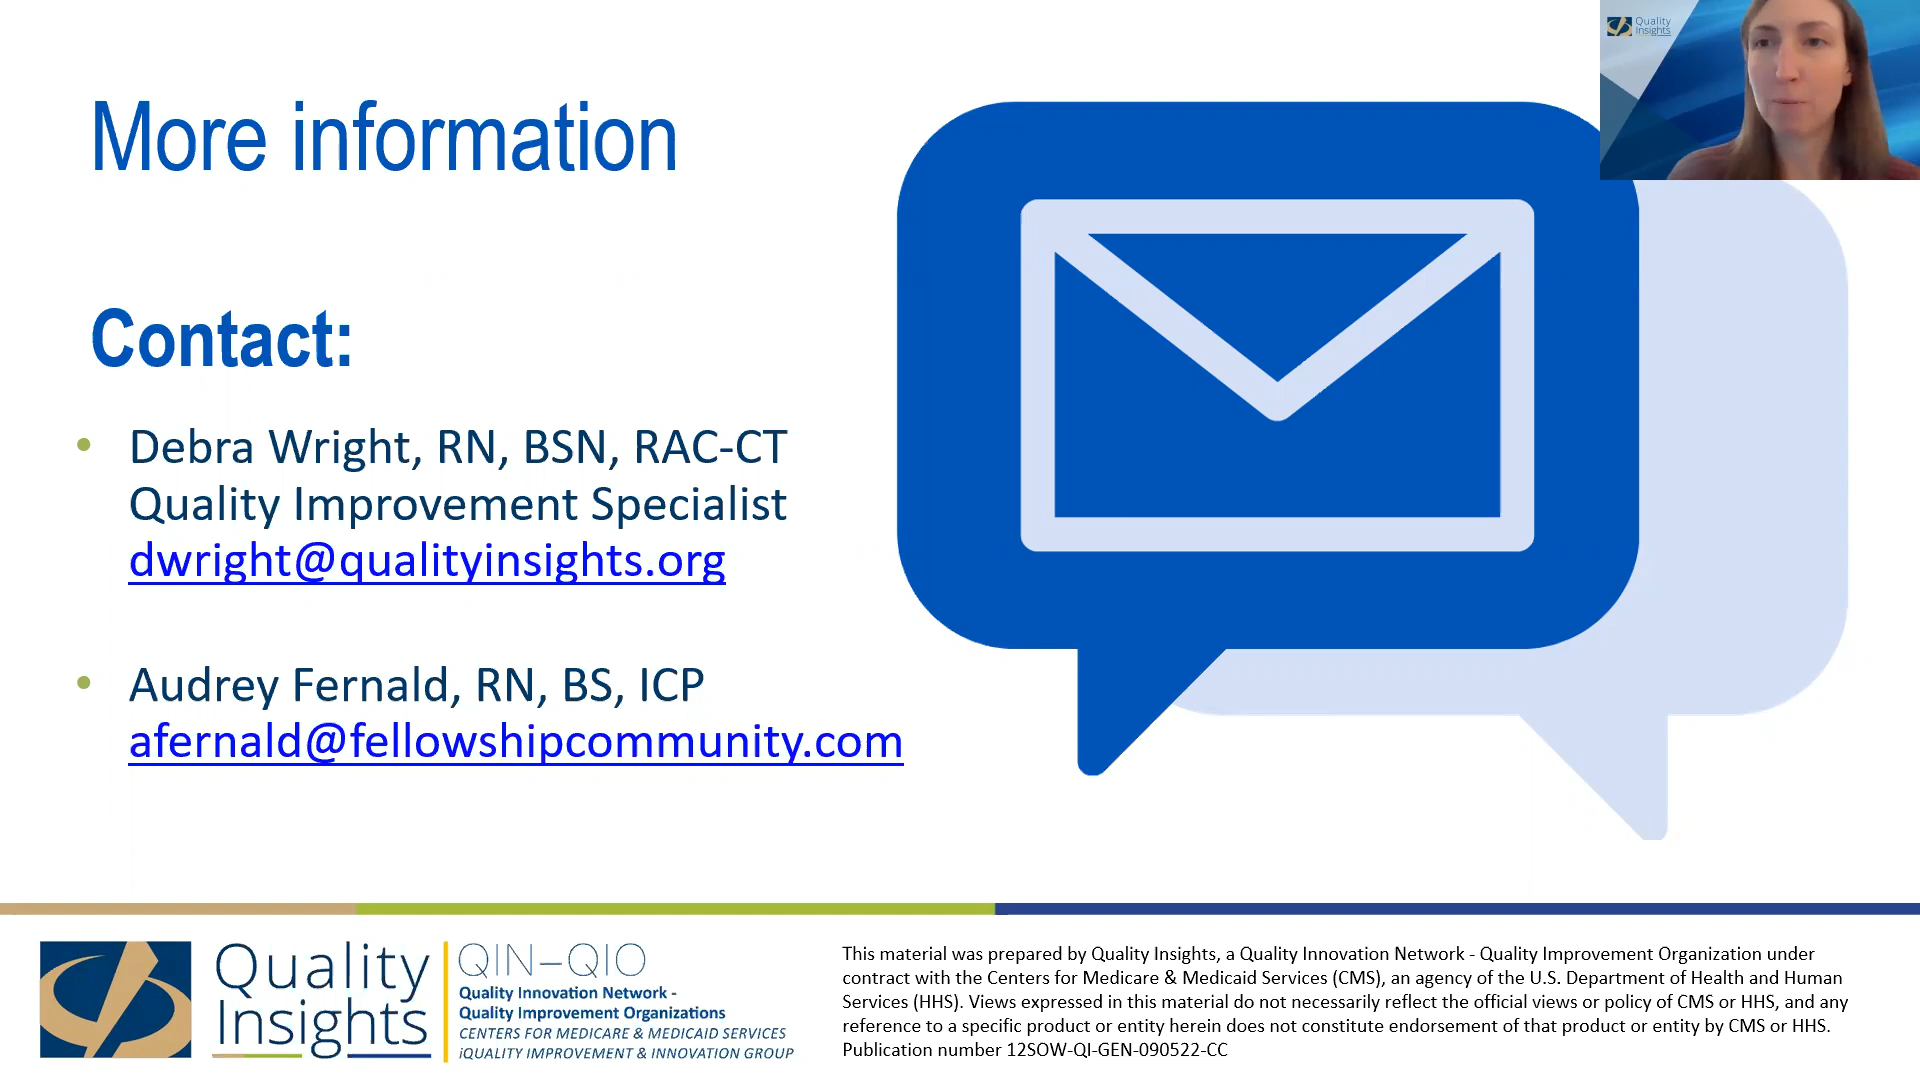 More information
Quality
Insights
Contact:
Debra Wright, RN, BSN, RAC-CT
Quality Improvement Specialist
dwright@qualityinsights.org
Audrey Fernald, RN, BS, ICP
afernald@fellowshipcommunity.com
Quality
Insights
QIN–QIO
Quality Innovation Network -
Quality Improvement Organizations
CENTERS FOR MEDICARE & MEDICAID SERVICES
iQUALITY IMPROVEMENT & INNOVATION GROUP
This material was prepared by Quality Insights, a Quality Innovation Network - Quality Improvement Organization under
contract with the Centers for Medicare & Medicaid Services (CMS), an agency of the U.S. Department of Health and Human
Services (HHS). Views expressed in this material do not necessarily reflect the official views or policy of CMS or HHS, and any
reference to a specific product or entity herein does not constitute endorsement of that product or entity by CMS or HHS.
Publication number 12SOW-QI-GEN-090522-CC